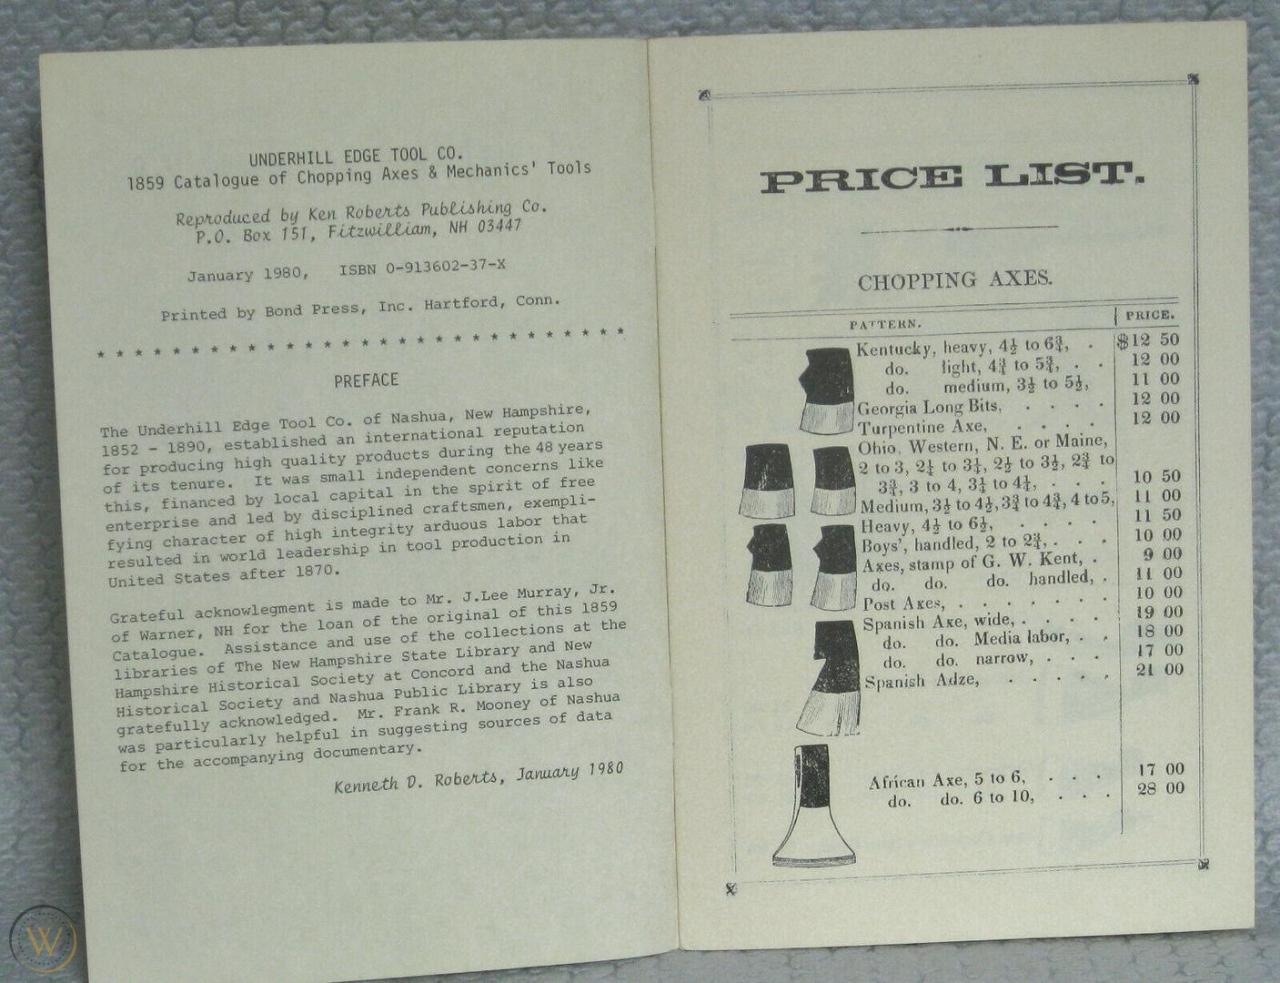 UNDERHILL EDGE TOOL CO.
1859 Catalogue of Chopping Axes & Mechanics' Tools
Reproduced by Ken Roberts Publishing Co.
P.O. Box 151, Fitzwilliam, NH 03447
January 1980, ISBN 0-913602-37-X
Printed by Bond Press, Inc. Hartford, Conn.
* * * * * * * * * * * * * * * * * * * * * * * * * * * *
PREFACE
The Underhill Edge Tool Co. of Nashua, New Hampshire,
1852 - 1890, established an international reputation
for producing high quality products during the 48 years
of its tenure. It was small independent concerns like
this, financed by local capital in the spirit of free
enterprise and led by disciplined craftsmen, exempli-
fying character of high integrity arduous labor that
resulted in world leadership in tool production in
United States after 1870.
Grateful acknowlegment is made to Mr. J.Lee Murray, Jr.
of Warner, NH for the loan of the original of this 1859
Catalogue. Assistance and use of the collections at the
libraries of The New Hampshire State Library and New
Hampshire Historical Society at Concord and the Nashua
Historical Society and Nashua Public Library is also
gratefully acknowledged. Mr. Frank R. Mooney of Nashua
was particularly helpful in suggesting sources of data
for the accompanying documentary.
Kenneth D. Roberts, January 1980
W
PRICE LIST.
CHOPPING AXES.
PATTERN. PRICE.
Kentucky, heavy, 4½ to 6¾, . $12 50
do. light, 4¾ to 5¾, . . 12 00
do. medium, 3½ to 5½, 11 00
Georgia Long Bits, . . . . 12 00
Turpentine Axe, . . . . 12 00
Ohio, Western, N. E. or Maine,
2 to 3, 2¼ to 3¼, 2½ to 3½, 2¾ to
3¾, 3 to 4, 3¼ to 4¼, . . . 10 50
Medium, 3½ to 4½, 3¾ to 4¾, 4 to 5, 11 00
Heavy, 4½ to 6½, . . . . 11 50
Boys', handled, 2 to 2¾, . . . 10 00
Axes, stamp of G. W. Kent, . 9 00
do. do. do. handled, . 11 00
Post Axes, . . . . . . . 10 00
Spanish Axe, wide, . . . . 19 00
do. do. Media labor, . . 18 00
do. do. narrow, . . . 17 00
Spanish Adze, . . . . . 21 00
African Axe, 5 to 6, . . . 17 00
do. do. 6 to 10, . . . 28 00